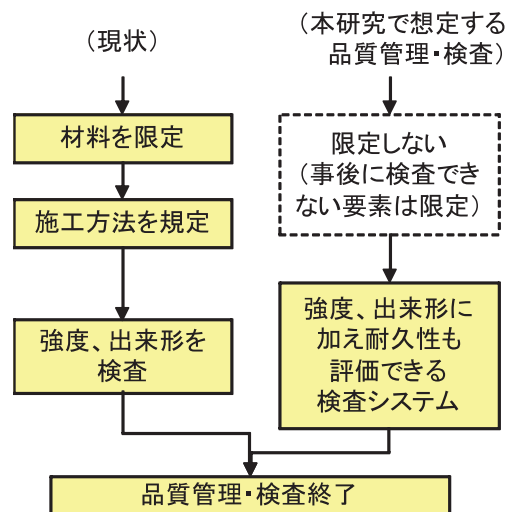 （現状）
材料を限定
施工方法を規定
強度、出来形を
検査
（本研究で想定する
品質管理・検査）
限定しない
（事後に検査でき
ない要素は限定）
強度、出来形に
加え耐久性も
評価できる
検査システム
品質管理・検査終了